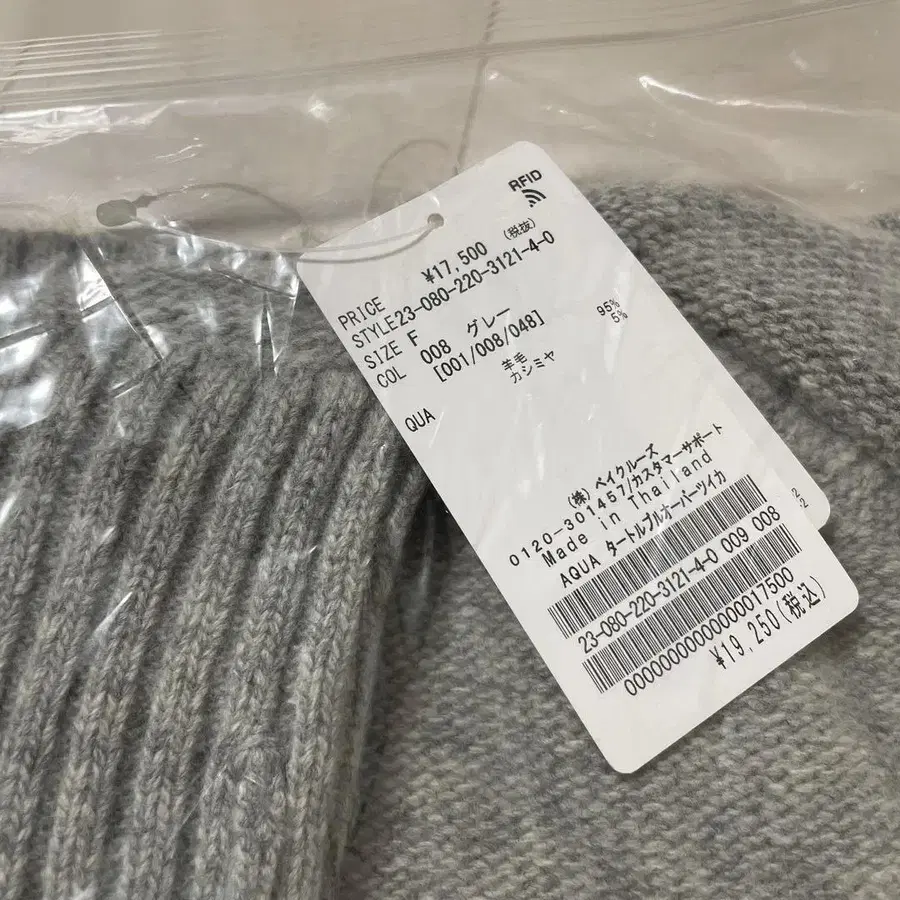 RFID
PRICE ¥17,500 (税抜)
STYLE23-080-220-3121-4-0
SIZE F
COL 008 グレー
[001/008/048]
QUA 羊毛 95%
カシミヤ 5%
(株) ベイクルーズ
0120-301457/カスタマーサポート
Made in Thailand
AQUA タートルプルオーバーツイカ
23-080-220-3121-4-0 009 008
0000000000000017500
¥19,250(税込)
2/2